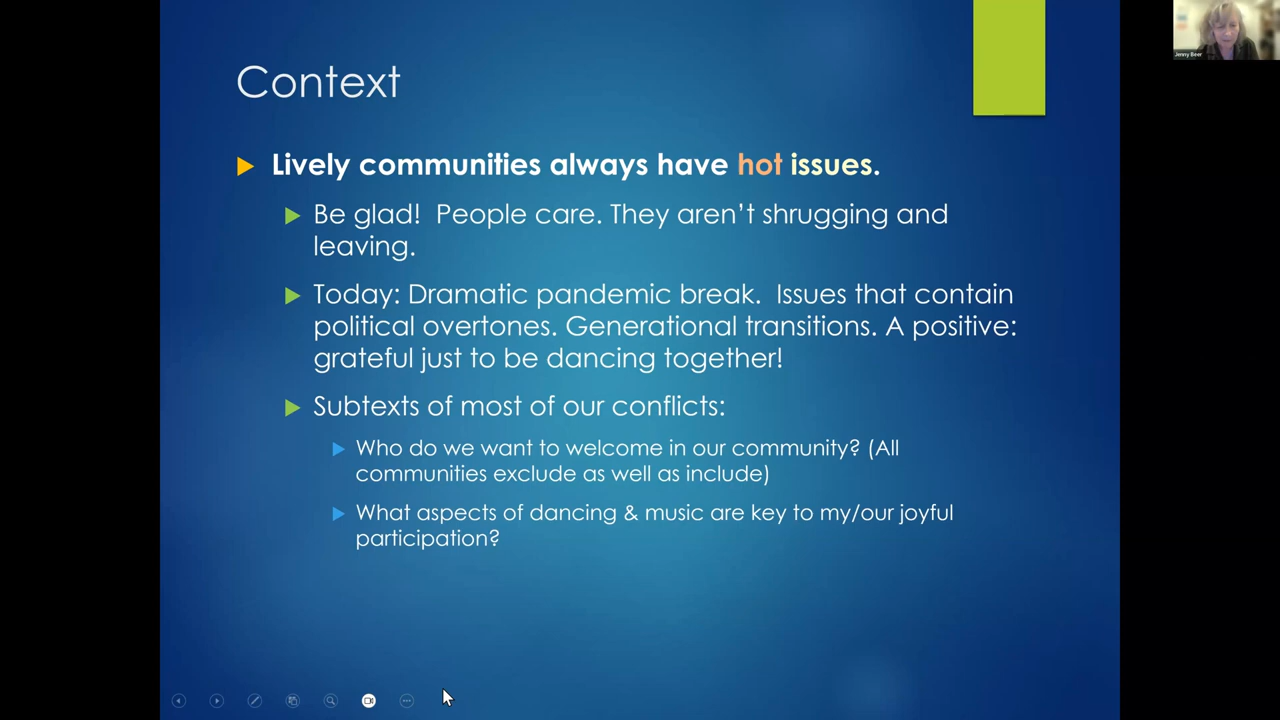 Context
Lively communities always have hot issues.
Be glad!  People care. They aren’t shrugging and
leaving.
Today: Dramatic pandemic break.  Issues that contain
political overtones. Generational transitions. A positive:
grateful just to be dancing together!
Subtexts of most of our conflicts:
Who do we want to welcome in our community? (All
communities exclude as well as include)
What aspects of dancing & music are key to my/our joyful
participation?
Jenny Beer